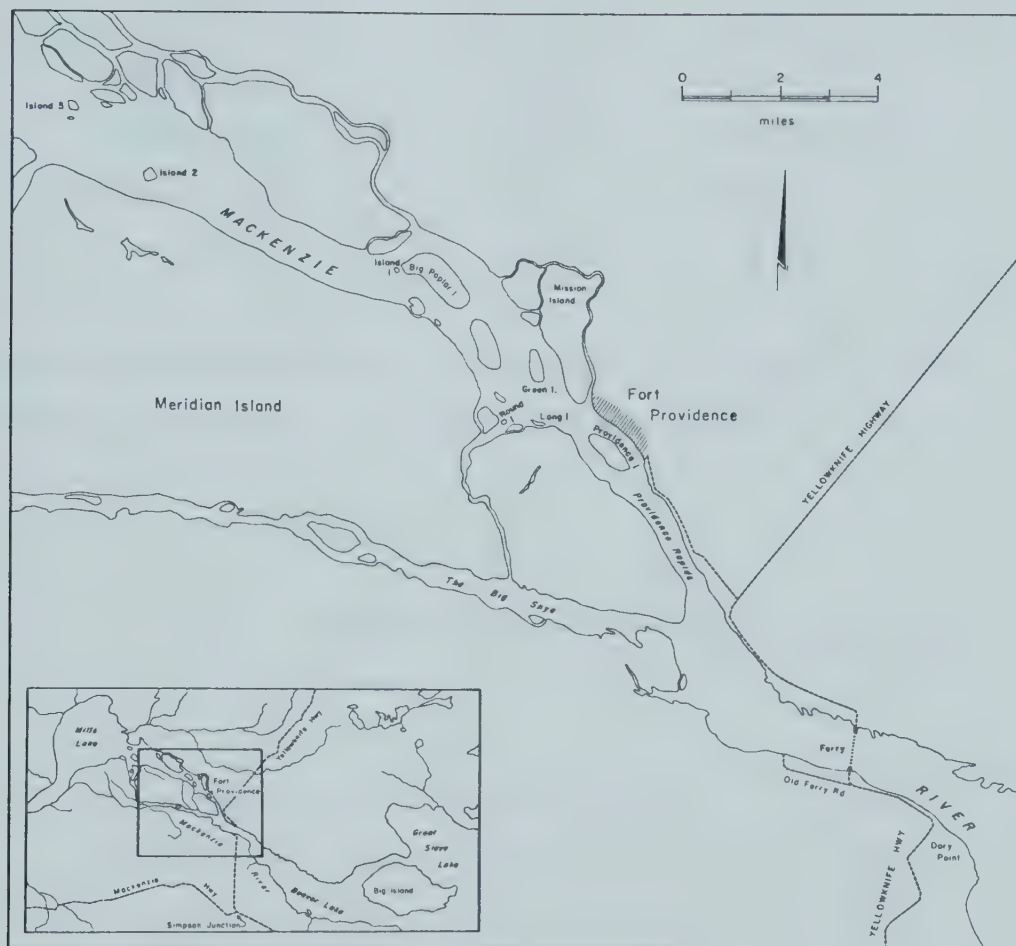 0 2 4
miles
Island 5
Island 2
MACKENZIE
Island
1
Big Poplar I
Mission
Island
Meridian Island
Green I.
Round
I
Long I
Fort
Providence
Providence I
Providence Rapids
YELLOWKNIFE HIGHWAY
The Big Snye
Ferry
Old Ferry Rd
RIVER
Dory
Point
YELLOWKNIFE HWY
Mills
Lake
Yellowknife Hwy
Fort
Providence
Mackenzie
River
Great
Slave
Lake
Big Island
Beaver Lake
Mackenzie
Hwy
Simpson Junction